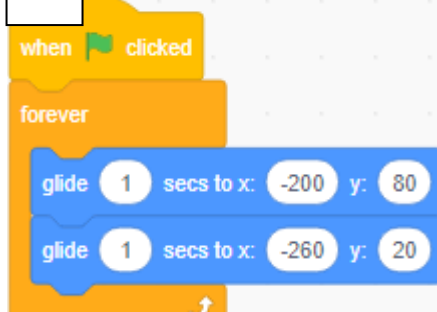 when clicked
forever
glide 1 secs to x: -200 y: 80
glide 1 secs to x: -260 y: 20